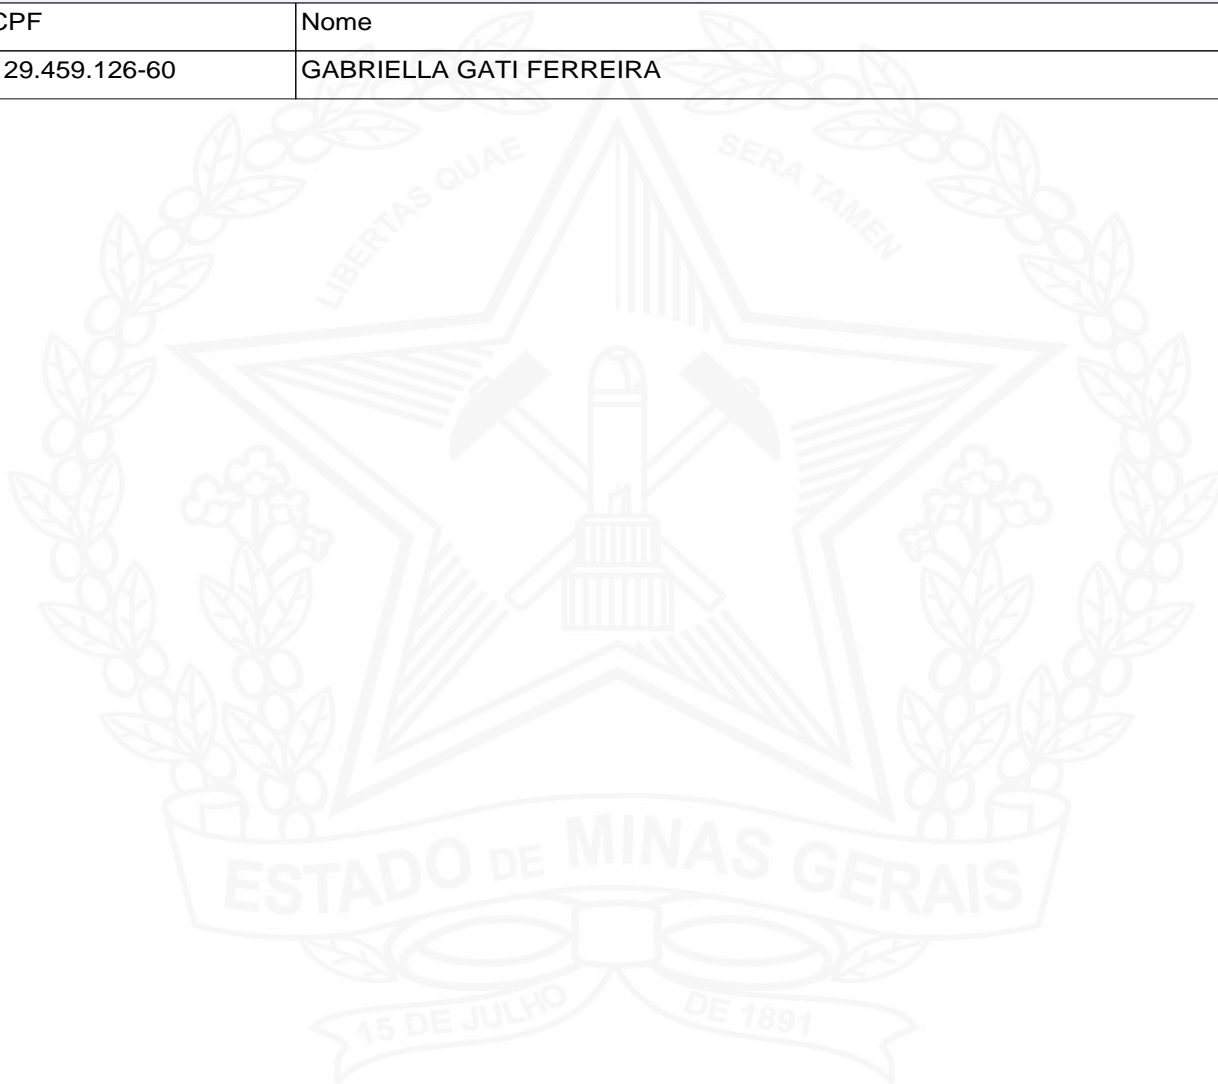 CPF Nome
29.459.126-60 GABRIELLA GATI FERREIRA
LIBERTAS QUAE SERA TAMEN
ESTADO DE MINAS GERAIS
15 DE JULHO DE 1891